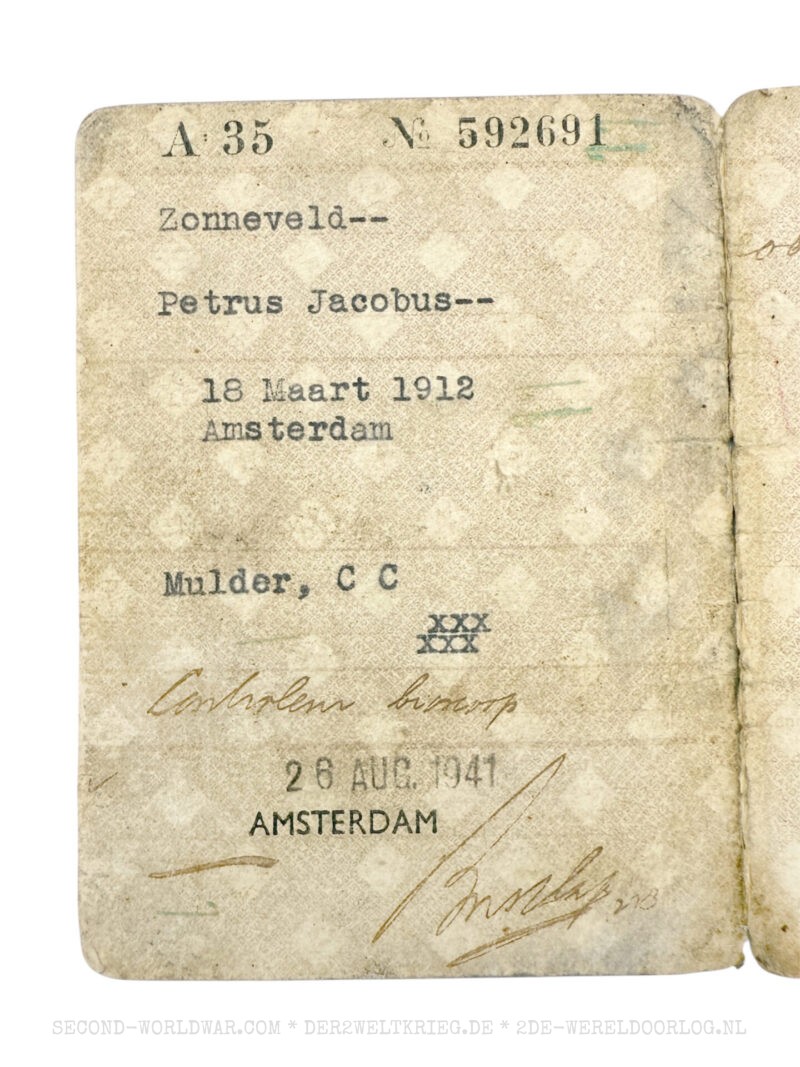 A 35 № 592691
Zonneveld--
Petrus Jacobus--
18 Maart 1912
Amsterdam
Mulder, C C
xxx
xxx
Controleur bioscoop
26 AUG. 1941
AMSTERDAM
SECOND-WORLDWAR.COM * DER2WELTKRIEG.DE * 2DE-WERELDOORLOG.NL